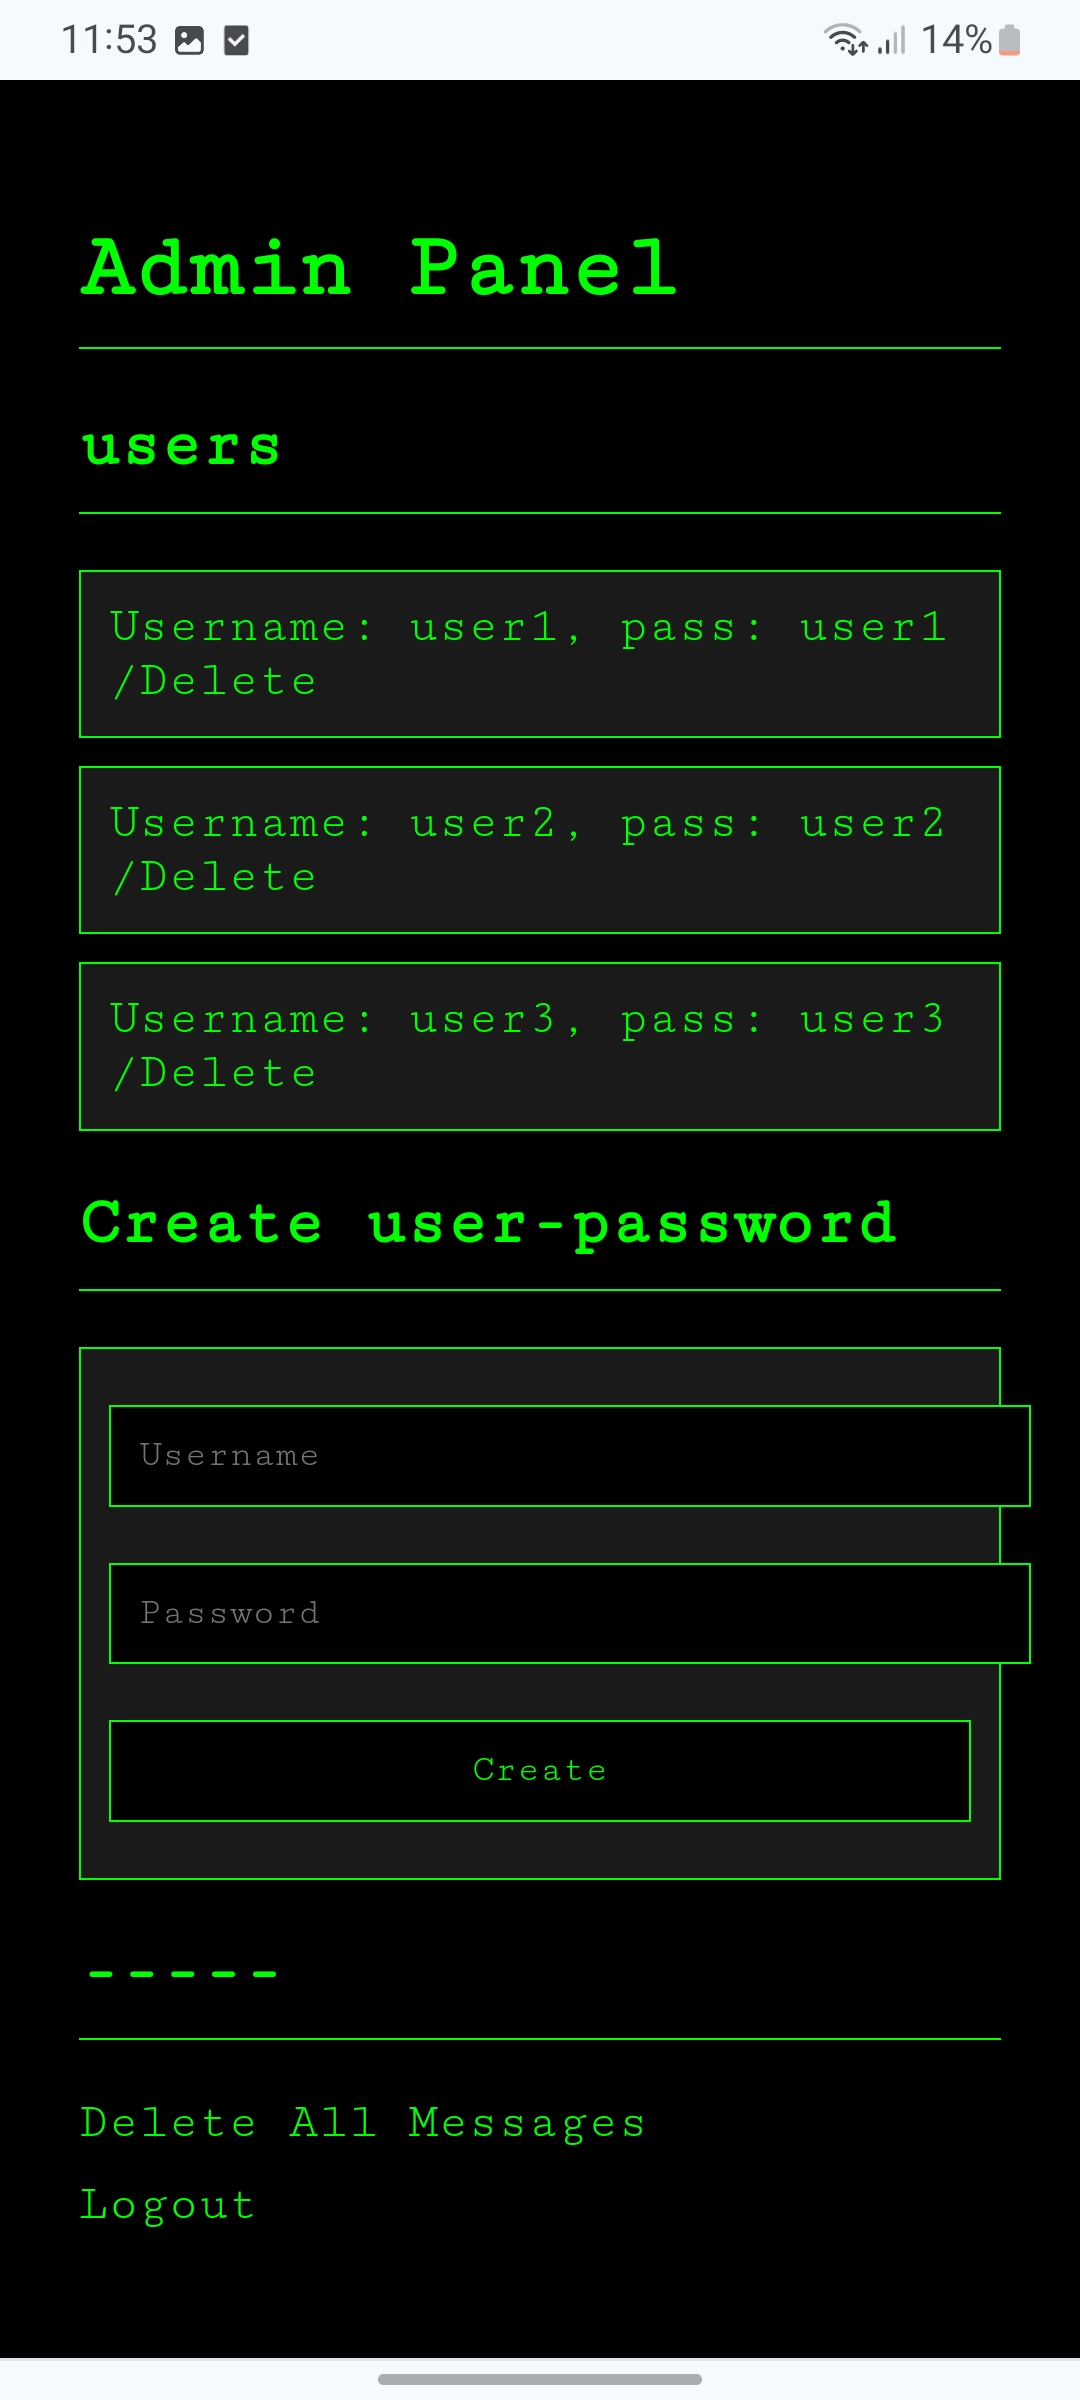 11:53
14%
Admin Panel
users
Username: user1, pass: user1
/Delete
Username: user2, pass: user2
/Delete
Username: user3, pass: user3
/Delete
Create user-password
Username
Password
Create
-----
Delete All Messages
Logout